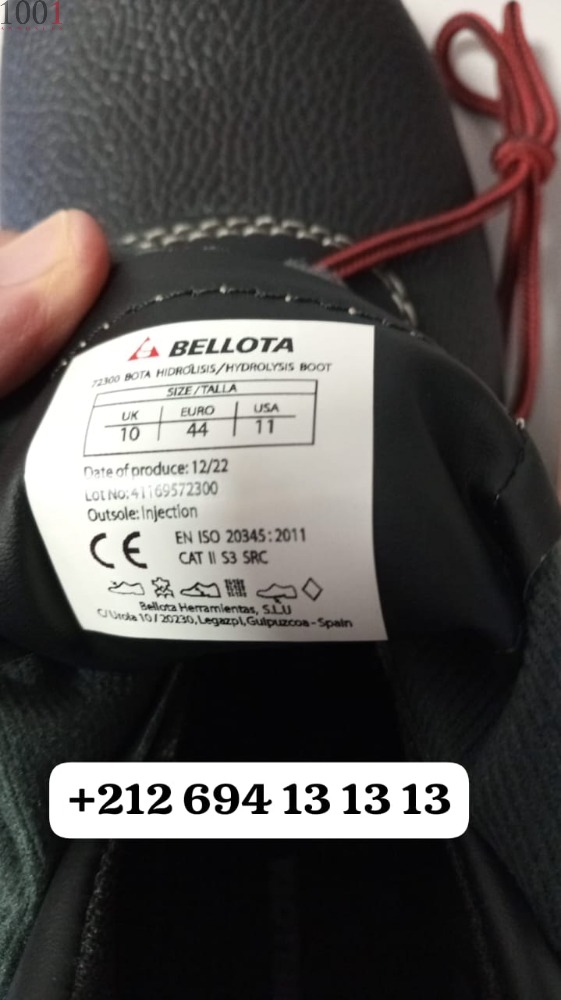 1001
BELLOTA
72300 BOTA HIDROLISIS/HYDROLYSIS BOOT
SIZE/TALLA
UK EURO USA
10 44 11
Date of produce: 12/22
Lot No: 41169572300
Outsole: Injection
CE
EN ISO 20345:2011
CAT II S3 SRC
Bellota Herramientas, S.L.U
C/Urola 10 / 20230, Legazpi, Guipuzcoa - Spain
+212 694 13 13 13
BELLOTA